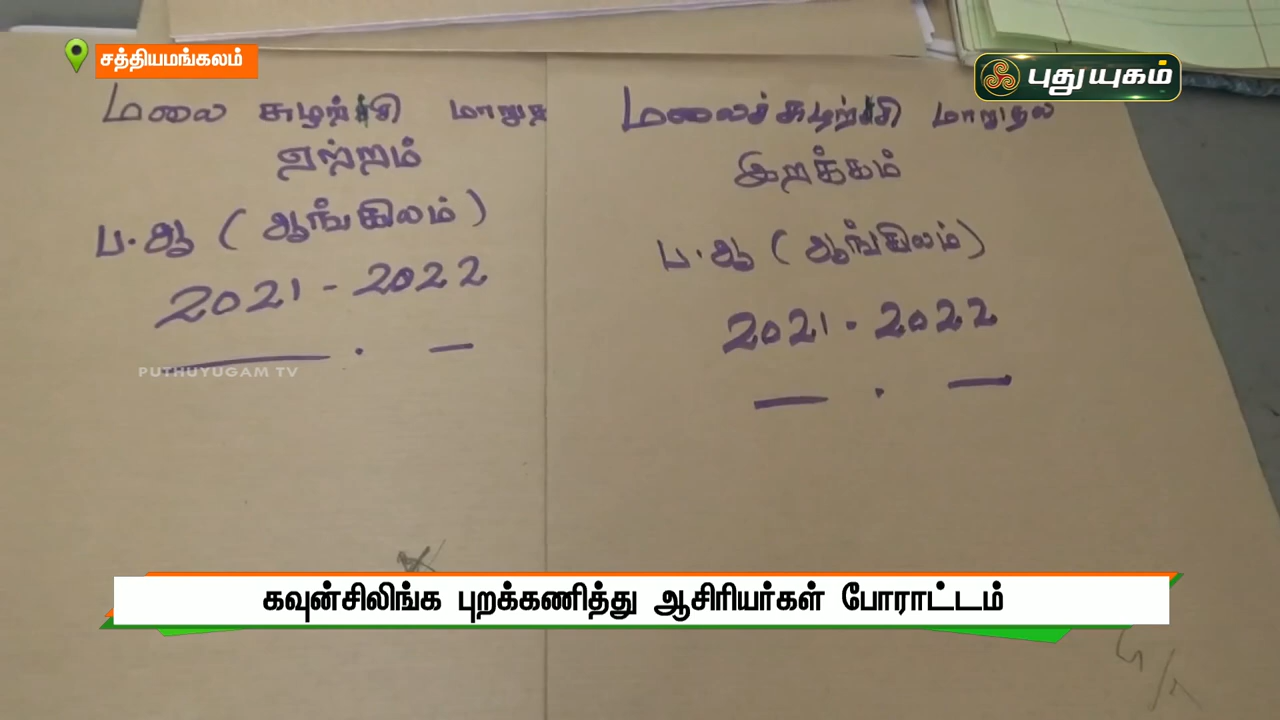 சத்தியமங்கலம்
புதுயுகம்
மலை சுழற்சி மாறுத
ஏற்றம்
ப.ஆ (ஆங்கிலம்)
2021-2022
மலைச்சுழற்சி மாறுதல்
இறக்கம்
ப.ஆ (ஆங்கிலம்)
2021-2022
PUTHUYUGAM TV
கவுன்சிலிங்க புறக்கணித்து ஆசிரியர்கள் போராட்டம்